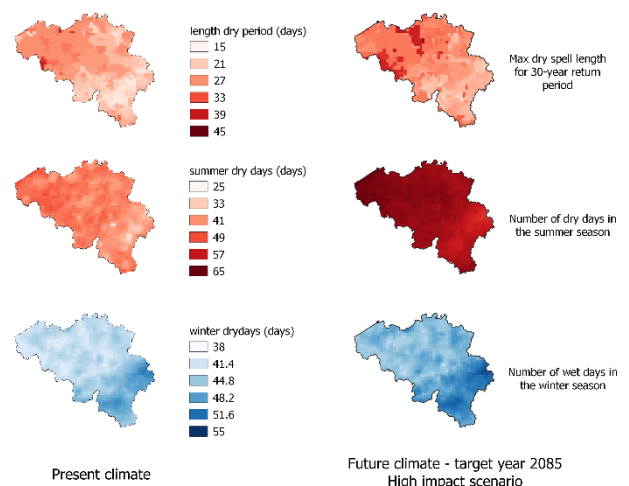 length dry period (days)
15
21
27
33
39
45
Max dry spell length
for 30-year return
period
summer dry days (days)
25
33
41
49
57
65
Number of dry days in
the summer season
winter drydays (days)
38
41.4
44.8
48.2
51.6
55
Number of wet days in
the winter season
Present climate
Future climate - target year 2085
High impact scenario